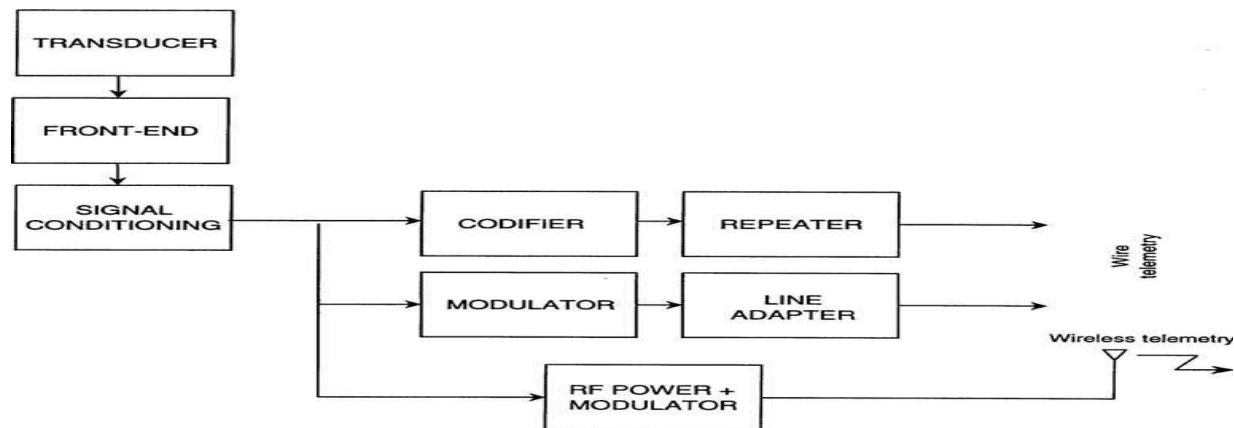 TRANSDUCER
FRONT-END
SIGNAL
CONDITIONING
CODIFIER
REPEATER
Wire
telemetry
MODULATOR
LINE
ADAPTER
Wireless telemetry
RF POWER +
MODULATOR